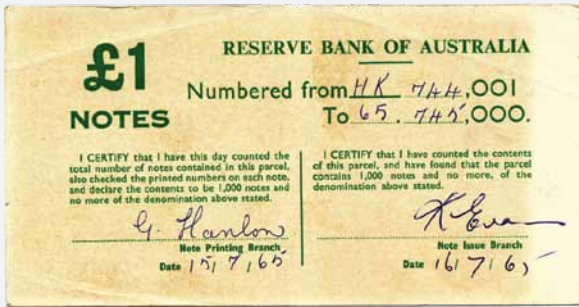 £1
NOTES
RESERVE BANK OF AUSTRALIA
Numbered from HK 744,001
To 65. 745,000.
I CERTIFY that I have this day counted the
total number of notes contained in this parcel,
also checked the printed numbers on each note,
and declare the contents to be 1,000 notes and
no more of the denomination above stated.
G. Hanlon
Note Printing Branch
Date 15/7/65
I CERTIFY that I have counted the contents
of this parcel, and have found that the parcel
contains 1,000 notes and no more, of the
denomination above stated.
K Eva
Note Issue Branch
Date 16/7/65